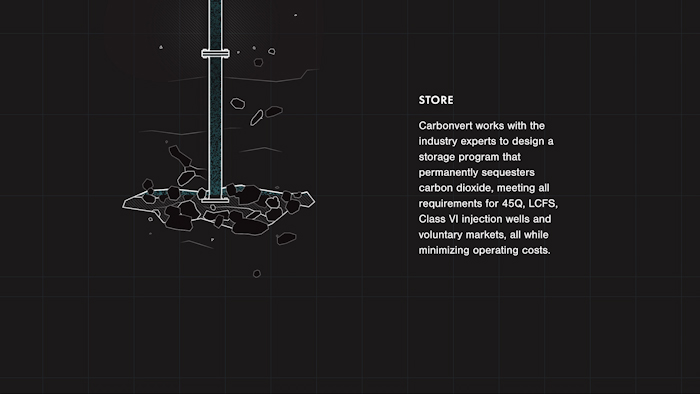 STORE
Carbonvert works with the
industry experts to design a
storage program that
permanently sequesters
carbon dioxide, meeting all
requirements for 45Q, LCFS,
Class VI injection wells and
voluntary markets, all while
minimizing operating costs.